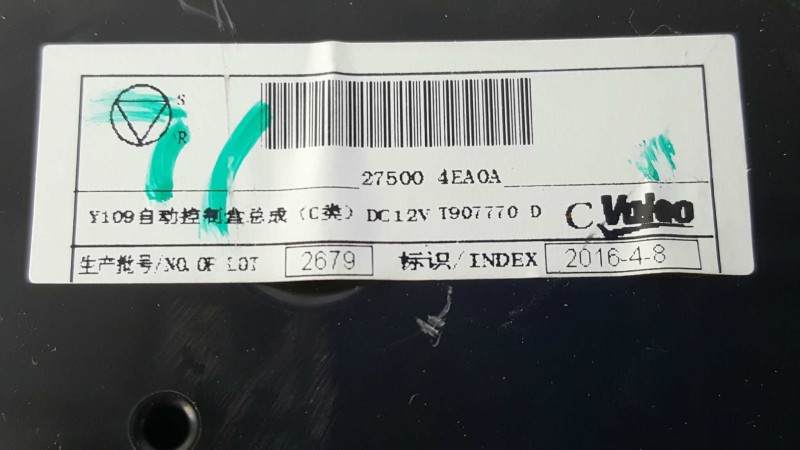 S
R
27500 4EA0A
Y109自动控制盒总成 (C类) DC12V T907770 D C Valeo
生产批号/NO.OF LOT 2679 标识/INDEX 2016-4-8